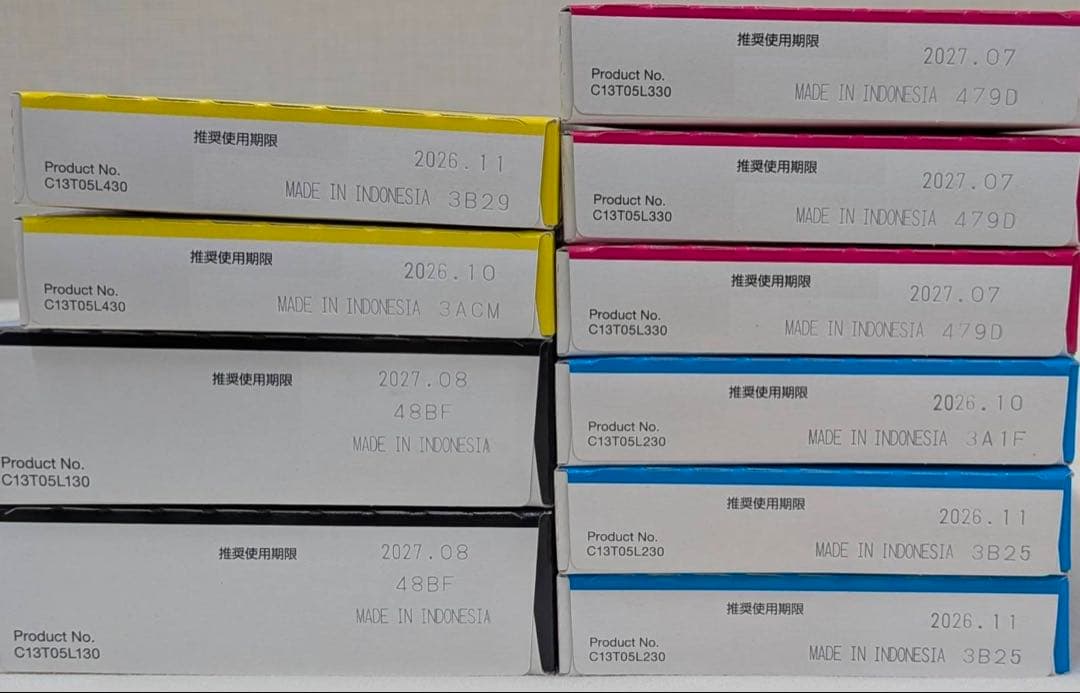 推奨使用期限
2026.11
Product No.
C13T05L430
MADE IN INDONESIA 3B29
推奨使用期限
2026.10
Product No.
C13T05L430
MADE IN INDONESIA 3ACM
推奨使用期限
2027.08
48BF
MADE IN INDONESIA
Product No.
C13T05L130
推奨使用期限
2027.08
48BF
MADE IN INDONESIA
Product No.
C13T05L130
推奨使用期限
2027.07
Product No.
C13T05L330
MADE IN INDONESIA 479D
推奨使用期限
2027.07
Product No.
C13T05L330
MADE IN INDONESIA 479D
推奨使用期限
2027.07
Product No.
C13T05L330
MADE IN INDONESIA 479D
推奨使用期限
2026.10
Product No.
C13T05L230
MADE IN INDONESIA 3A1F
推奨使用期限
2026.11
Product No.
C13T05L230
MADE IN INDONESIA 3B25
推奨使用期限
2026.11
Product No.
C13T05L230
MADE IN INDONESIA 3B25